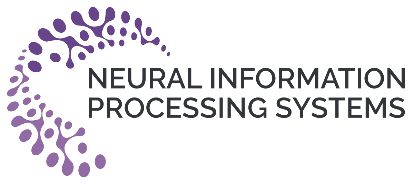 NEURAL INFORMATION
PROCESSING SYSTEMS